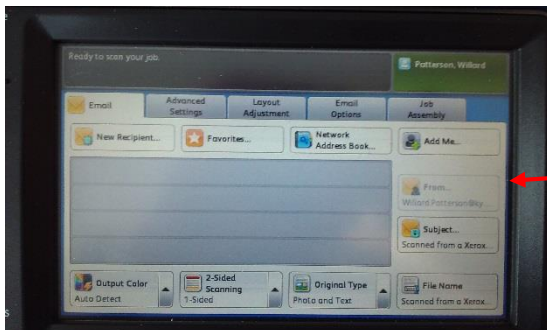 Ready to scan your job.
Patterson, Willard
Email
Advanced Settings
Layout Adjustment
Email Options
Job Assembly
New Recipient...
Favorites...
Network Address Book...
Add Me...
From...
Willard Patterson@ky...
Subject...
Scanned from a Xerox...
Output Color
Auto Detect
2-Sided Scanning
1-Sided
Original Type
Photo and Text
File Name
Scanned from a Xerox...